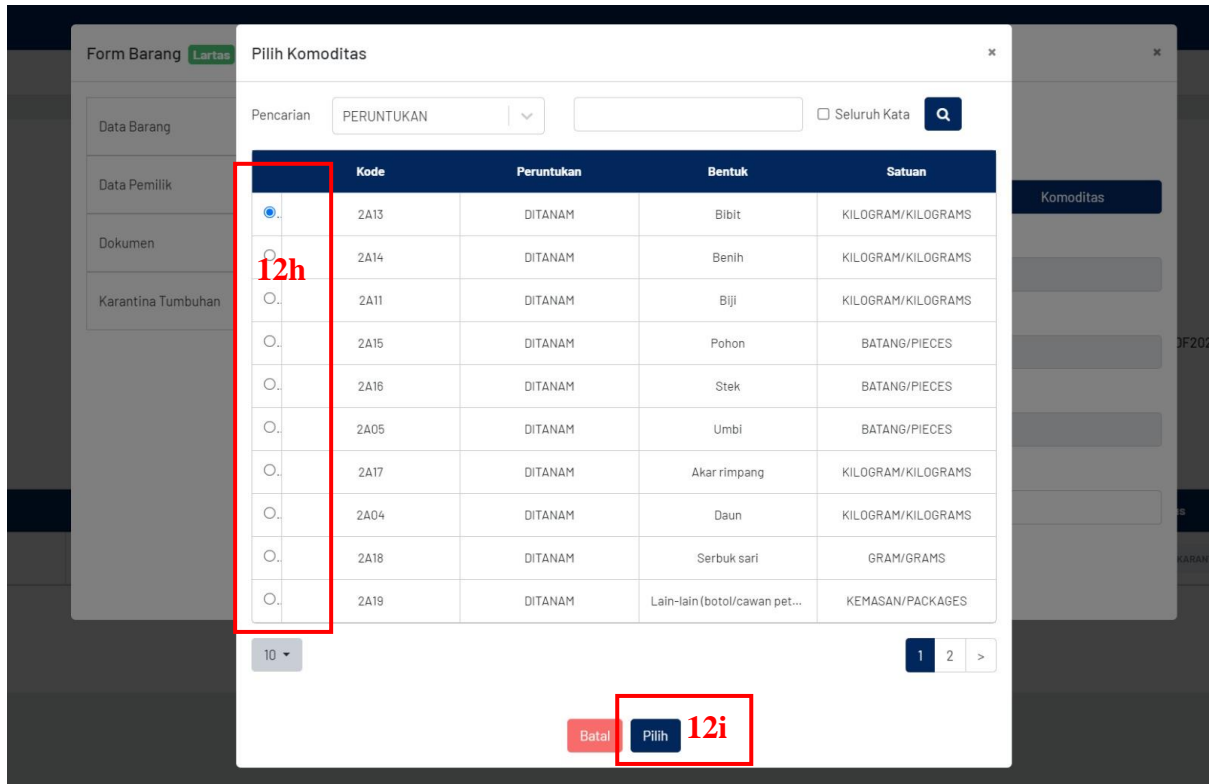 Form Barang Lartas
Pilih Komoditas
Data Barang
Data Pemilik
Dokumen
Karantina Tumbuhan
Pencarian PERUNTUKAN Seluruh Kata
Kode Peruntukan Bentuk Satuan
2A13 DITANAM Bibit KILOGRAM/KILOGRAMS
2A14 DITANAM Benih KILOGRAM/KILOGRAMS
2A11 DITANAM Biji KILOGRAM/KILOGRAMS
2A15 DITANAM Pohon BATANG/PIECES
2A16 DITANAM Stek BATANG/PIECES
2A05 DITANAM Umbi BATANG/PIECES
2A17 DITANAM Akar rimpang KILOGRAM/KILOGRAMS
2A04 DITANAM Daun KILOGRAM/KILOGRAMS
2A18 DITANAM Serbuk sari GRAM/GRAMS
2A19 DITANAM Lain-lain (botol/cawan pet...
KEMASAN/PACKAGES
12h
10
1 2 >
Batal Pilih 12i
Komoditas